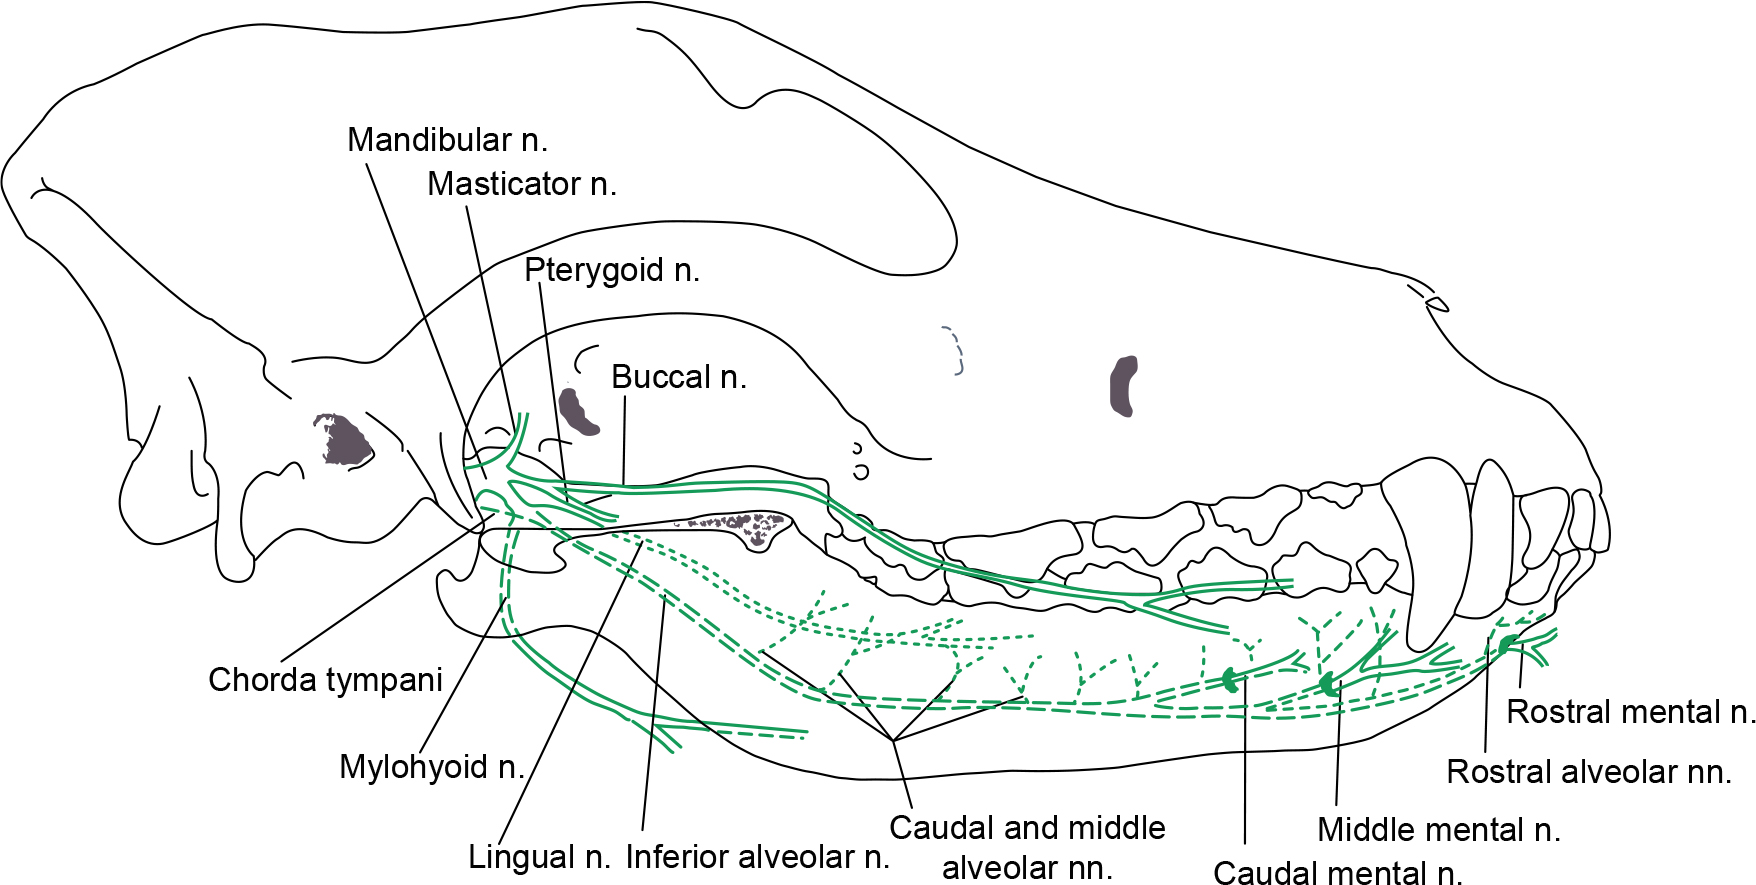 Mandibular n.
Masticator n.
Pterygoid n.
Buccal n.
Chorda tympani
Mylohyoid n.
Lingual n.
Inferior alveolar n.
Caudal and middle
alveolar nn.
Caudal mental n.
Middle mental n.
Rostral alveolar nn.
Rostral mental n.